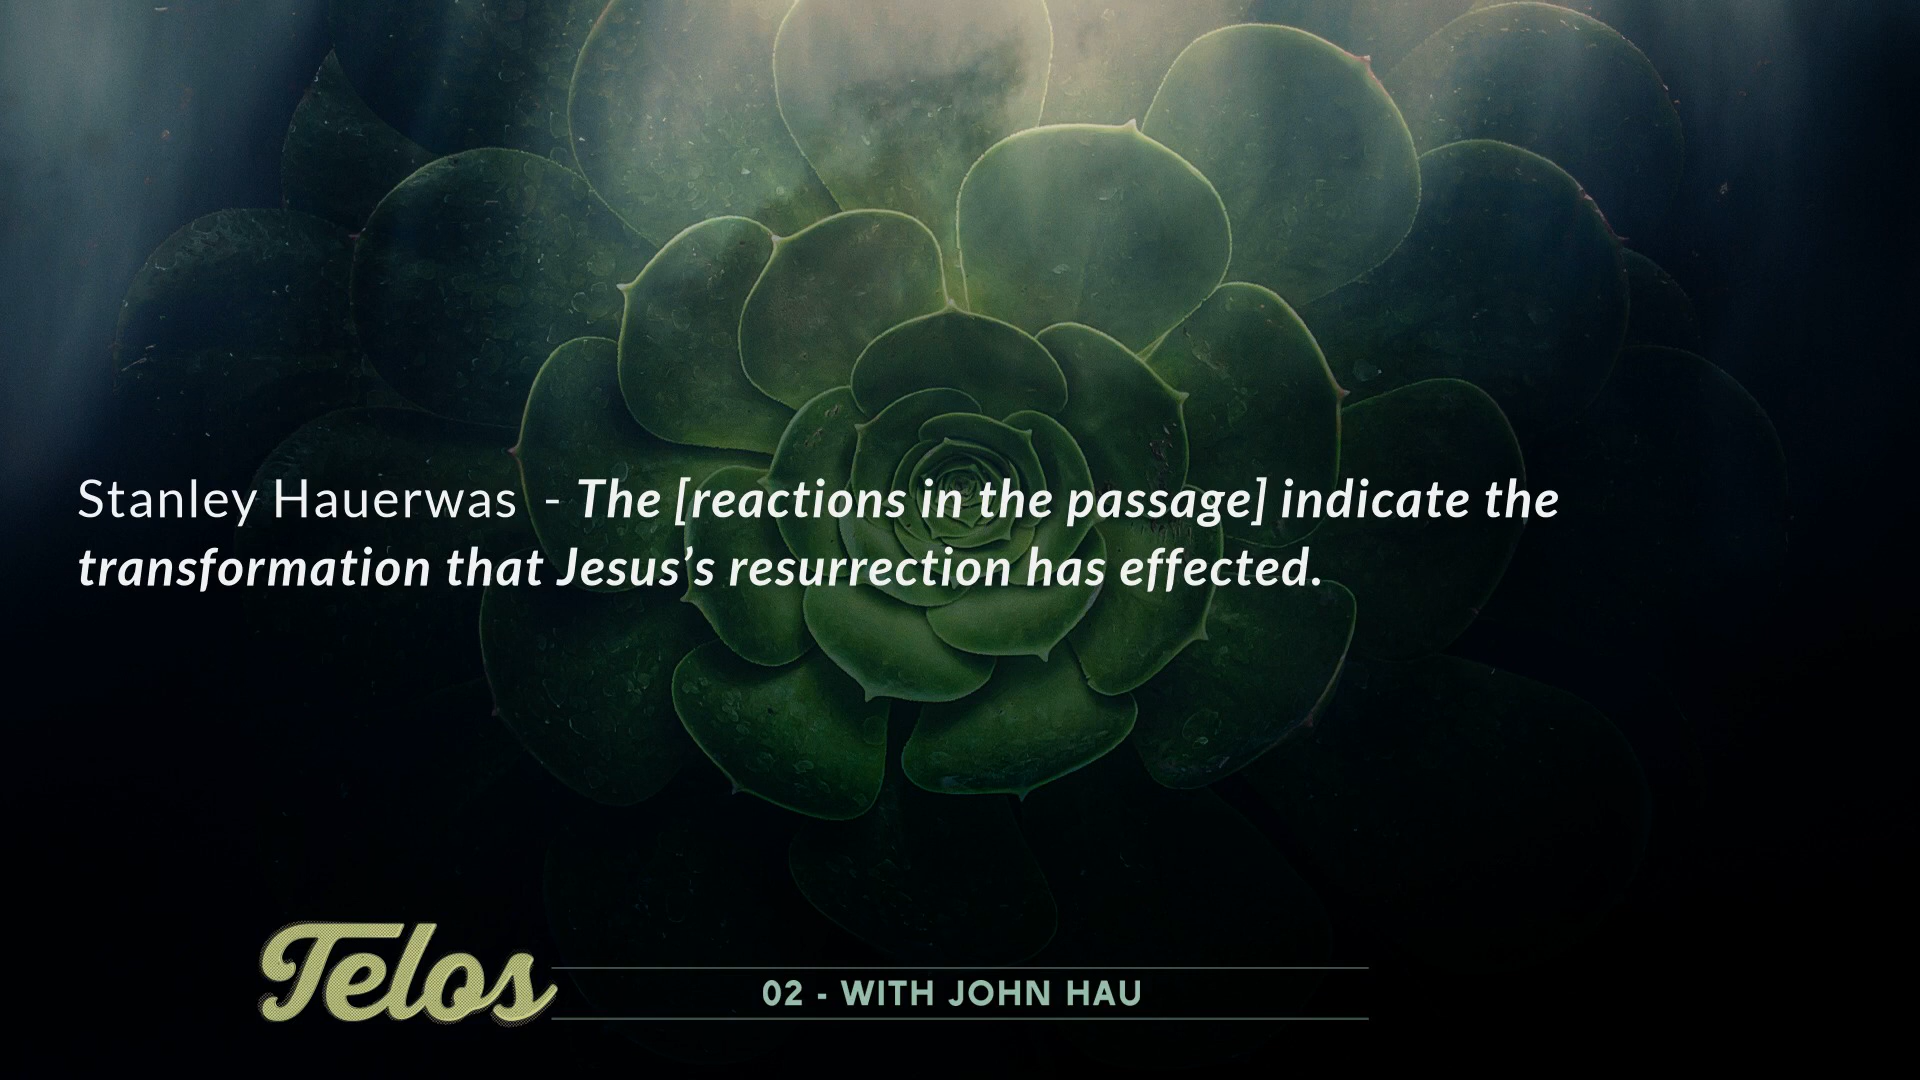 Stanley Hauerwas  - The [reactions in the passage] indicate the
transformation that Jesus’s resurrection has effected.
Telos
02 - WITH JOHN HAU